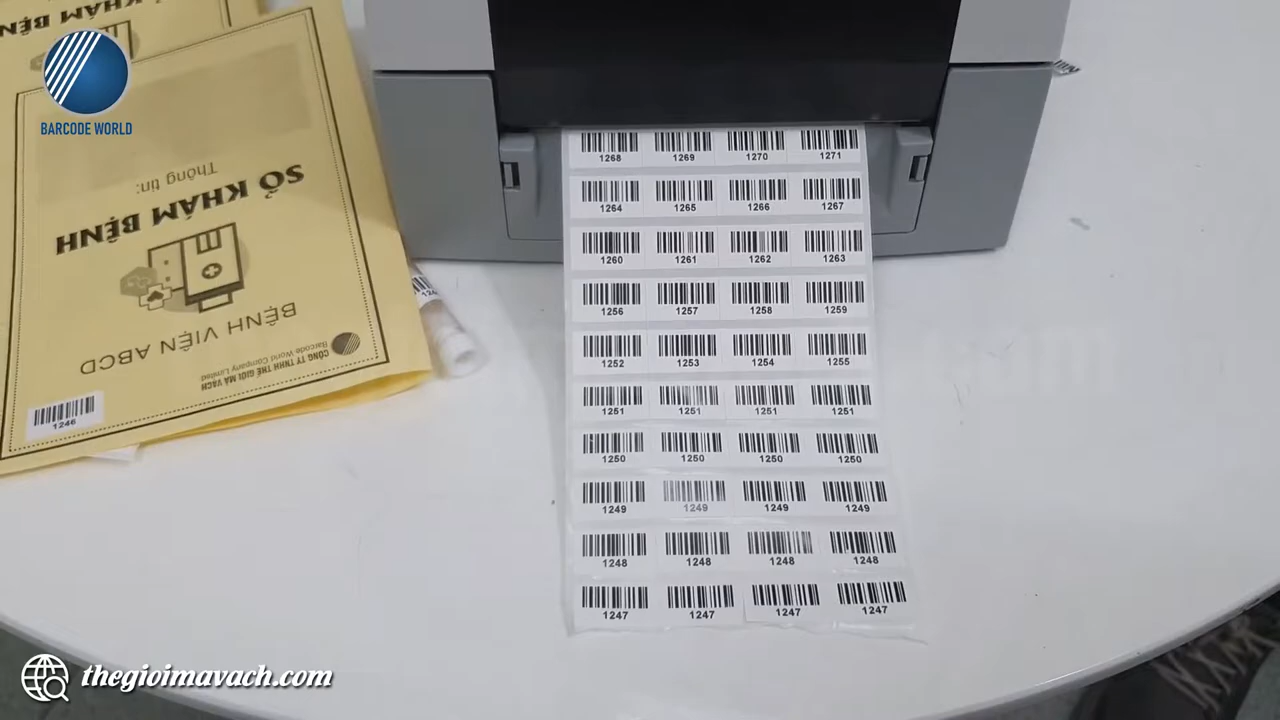 BARCODE WORLD
KHÁM BỆNH
SỔ KHÁM BỆNH
Thông tin:
BỆNH VIỆN ABCD
CÔNG TY TNHH THẾ GIỚI MÃ VẠCH
Barcode World Company Limited
1246
1268 1269 1270 1271
1264 1265 1266 1267
1260 1261 1262 1263
1256 1257 1258 1259
1252 1253 1254 1255
1251 1251 1251 1251
1250 1250 1250 1250
1249 1249 1249 1249
1248 1248 1248 1248
1247 1247 1247 1247
thegioimavach.com